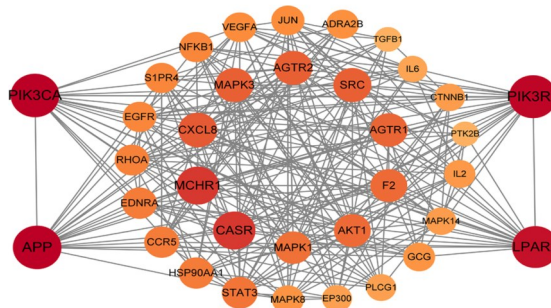 JUN
VEGFA
ADRA2B
TGFB1
NFKB1
AGTR2
IL6
S1PR4
MAPK3
SRC
CTNNB1
PIK3CA
PIK3R
EGFR
CXCL8
AGTR1
PTK2B
RHOA
MCHR1
F2
IL2
EDNRA
MAPK14
APP
CASR
AKT1
LPAR
CCR5
MAPK1
GCG
HSP90AA1
PLCG1
STAT3
MAPK8
EP300